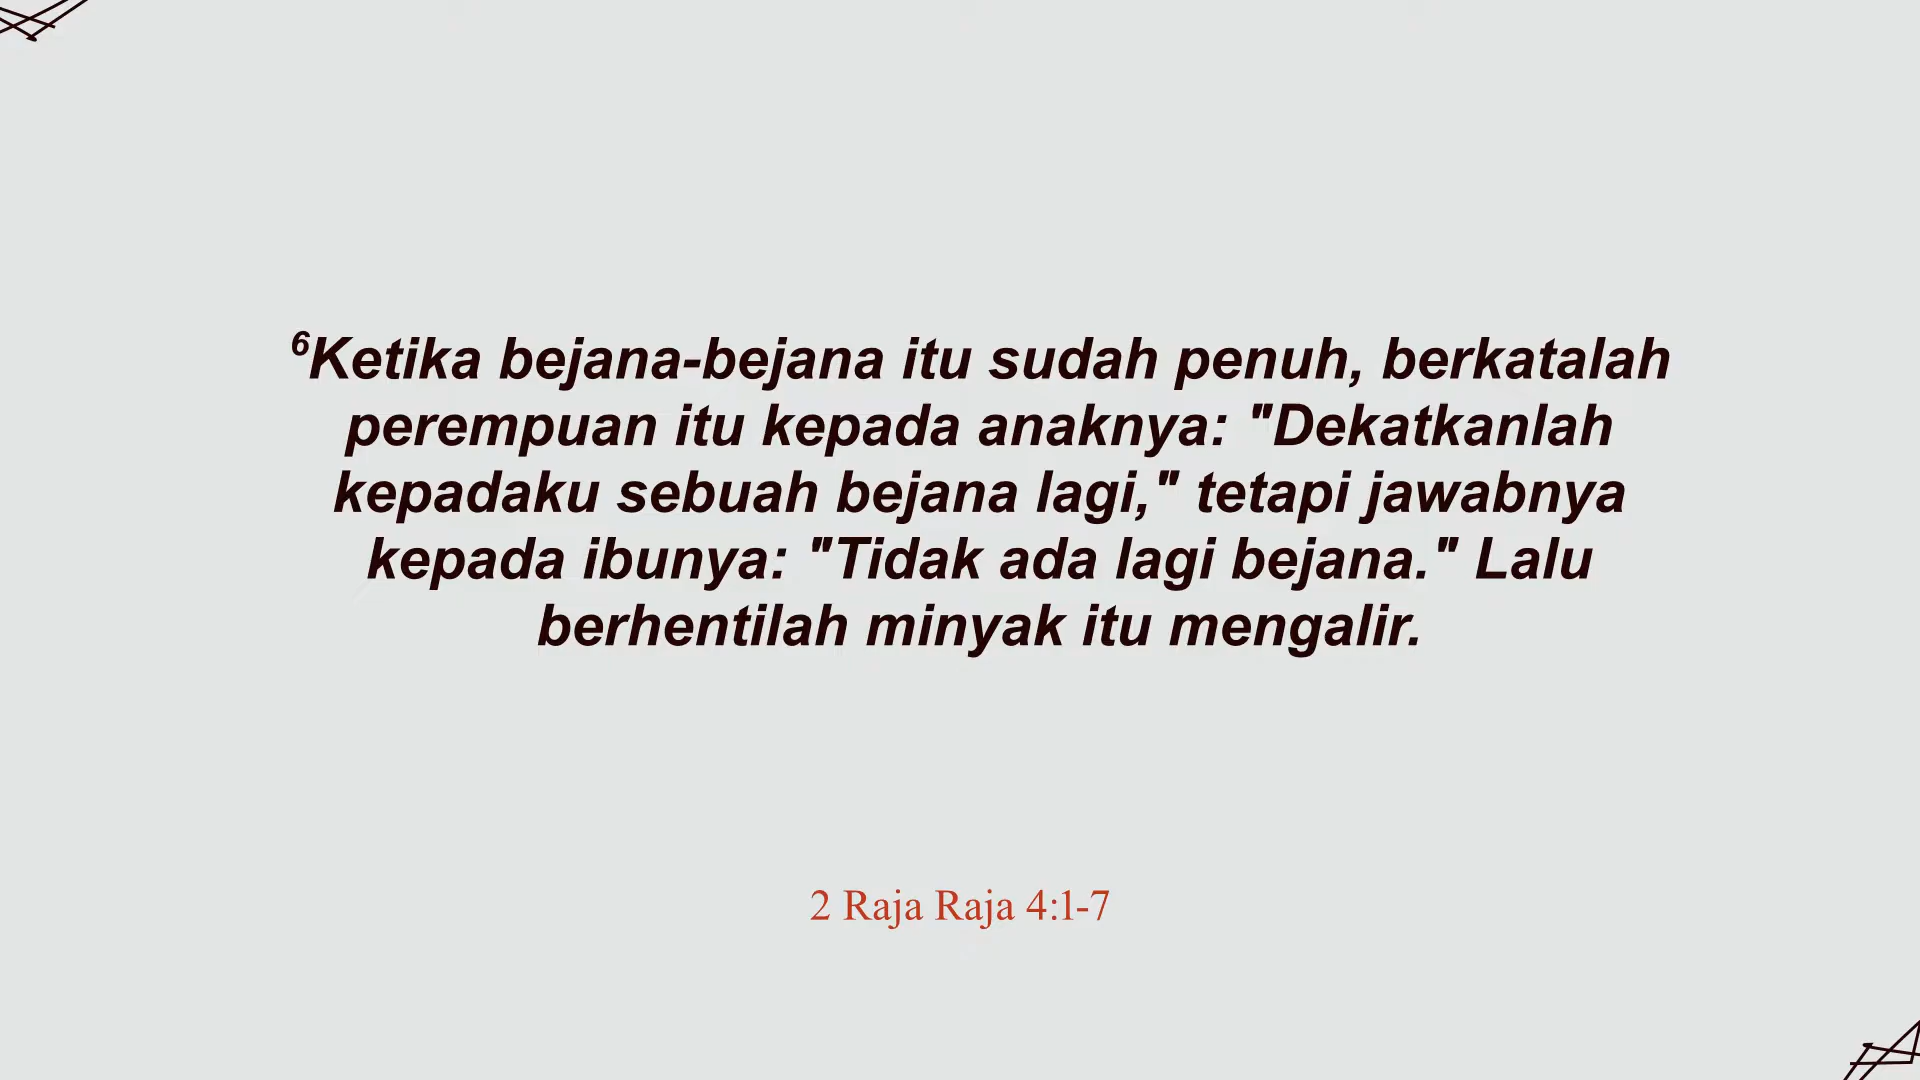 ⁶Ketika bejana-bejana itu sudah penuh, berkatalah
perempuan itu kepada anaknya: "Dekatkanlah
kepadaku sebuah bejana lagi," tetapi jawabnya
kepada ibunya: "Tidak ada lagi bejana." Lalu
berhentilah minyak itu mengalir.
2 Raja Raja 4:1-7